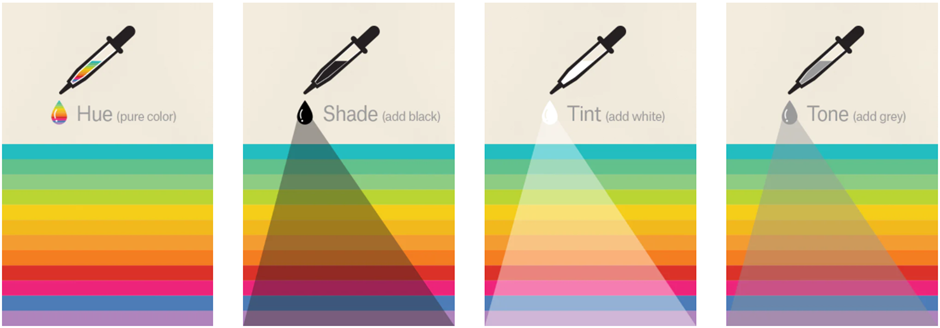 Hue (pure color)
Shade (add black)
Tint (add white)
Tone (add grey)